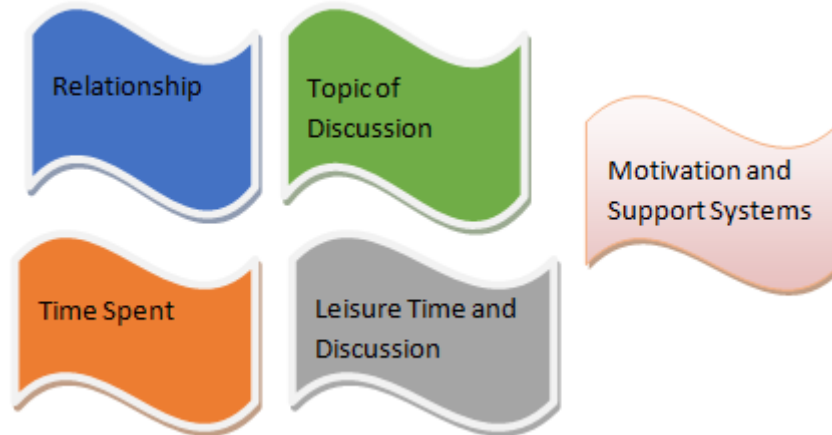 Relationship
Topic of
Discussion
Motivation and
Support Systems
Time Spent
Leisure Time and
Discussion